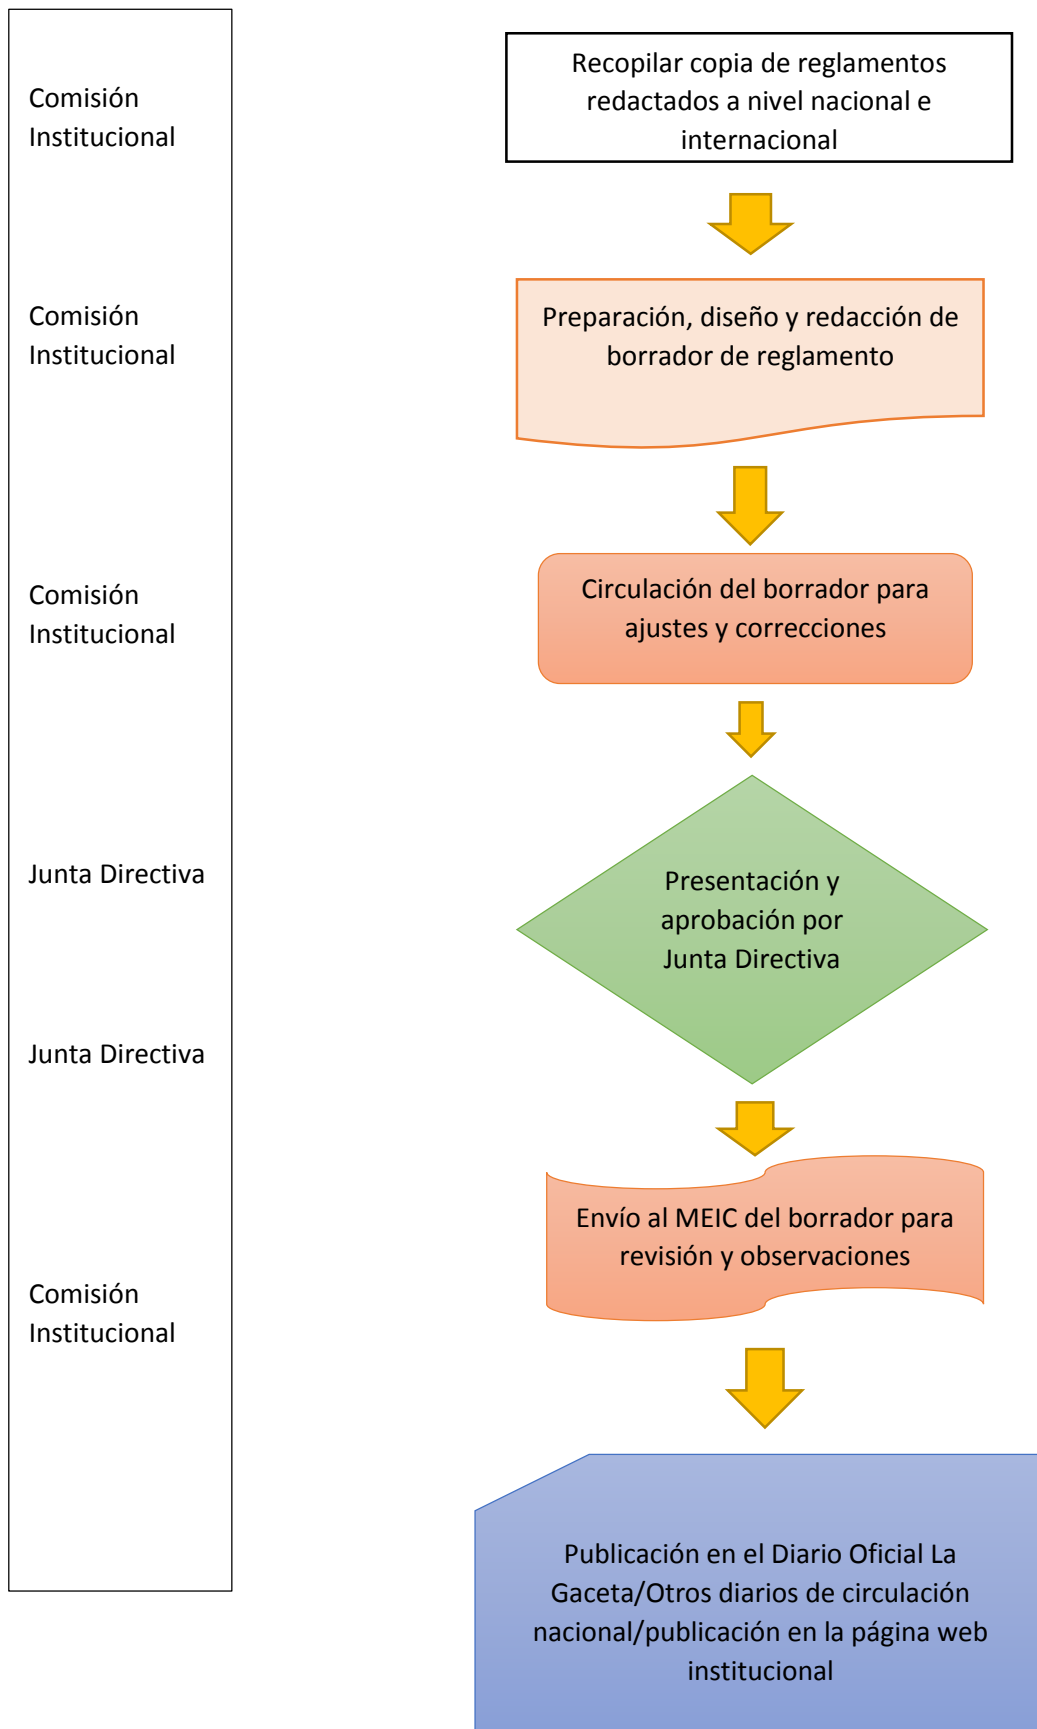 Comisión
Institucional
Recopilar copia de reglamentos
redactados a nivel nacional e
internacional
Comisión
Institucional
Preparación, diseño y redacción de
borrador de reglamento
Comisión
Institucional
Circulación del borrador para
ajustes y correcciones
Junta Directiva
Presentación y
aprobación por
Junta Directiva
Junta Directiva
Envío al MEIC del borrador para
revisión y observaciones
Comisión
Institucional
Publicación en el Diario Oficial La
Gaceta/Otros diarios de circulación
nacional/publicación en la página web
institucional